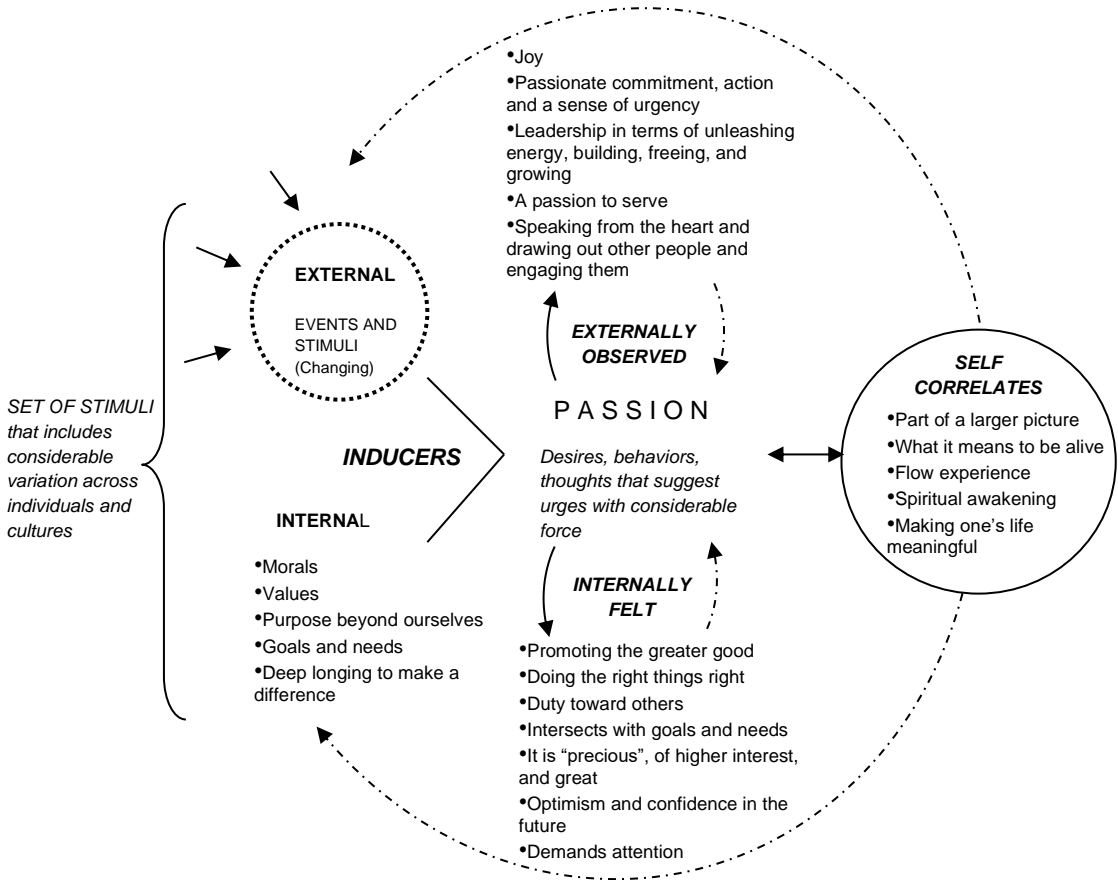 SET OF STIMULI
that includes
considerable
variation across
individuals and
cultures
EXTERNAL
EVENTS AND
STIMULI
(Changing)
INDUCERS
INTERNAL
•Morals
•Values
•Purpose beyond ourselves
•Goals and needs
•Deep longing to make a
difference
•Joy
•Passionate commitment, action
and a sense of urgency
•Leadership in terms of unleashing
energy, building, freeing, and
growing
•A passion to serve
•Speaking from the heart and
drawing out other people and
engaging them
EXTERNALLY
OBSERVED
PASSION
Desires, behaviors,
thoughts that suggest
urges with considerable
force
INTERNALLY
FELT
•Promoting the greater good
•Doing the right things right
•Duty toward others
•Intersects with goals and needs
•It is “precious”, of higher interest,
and great
•Optimism and confidence in the
future
•Demands attention
SELF
CORRELATES
•Part of a larger picture
•What it means to be alive
•Flow experience
•Spiritual awakening
•Making one’s life
meaningful